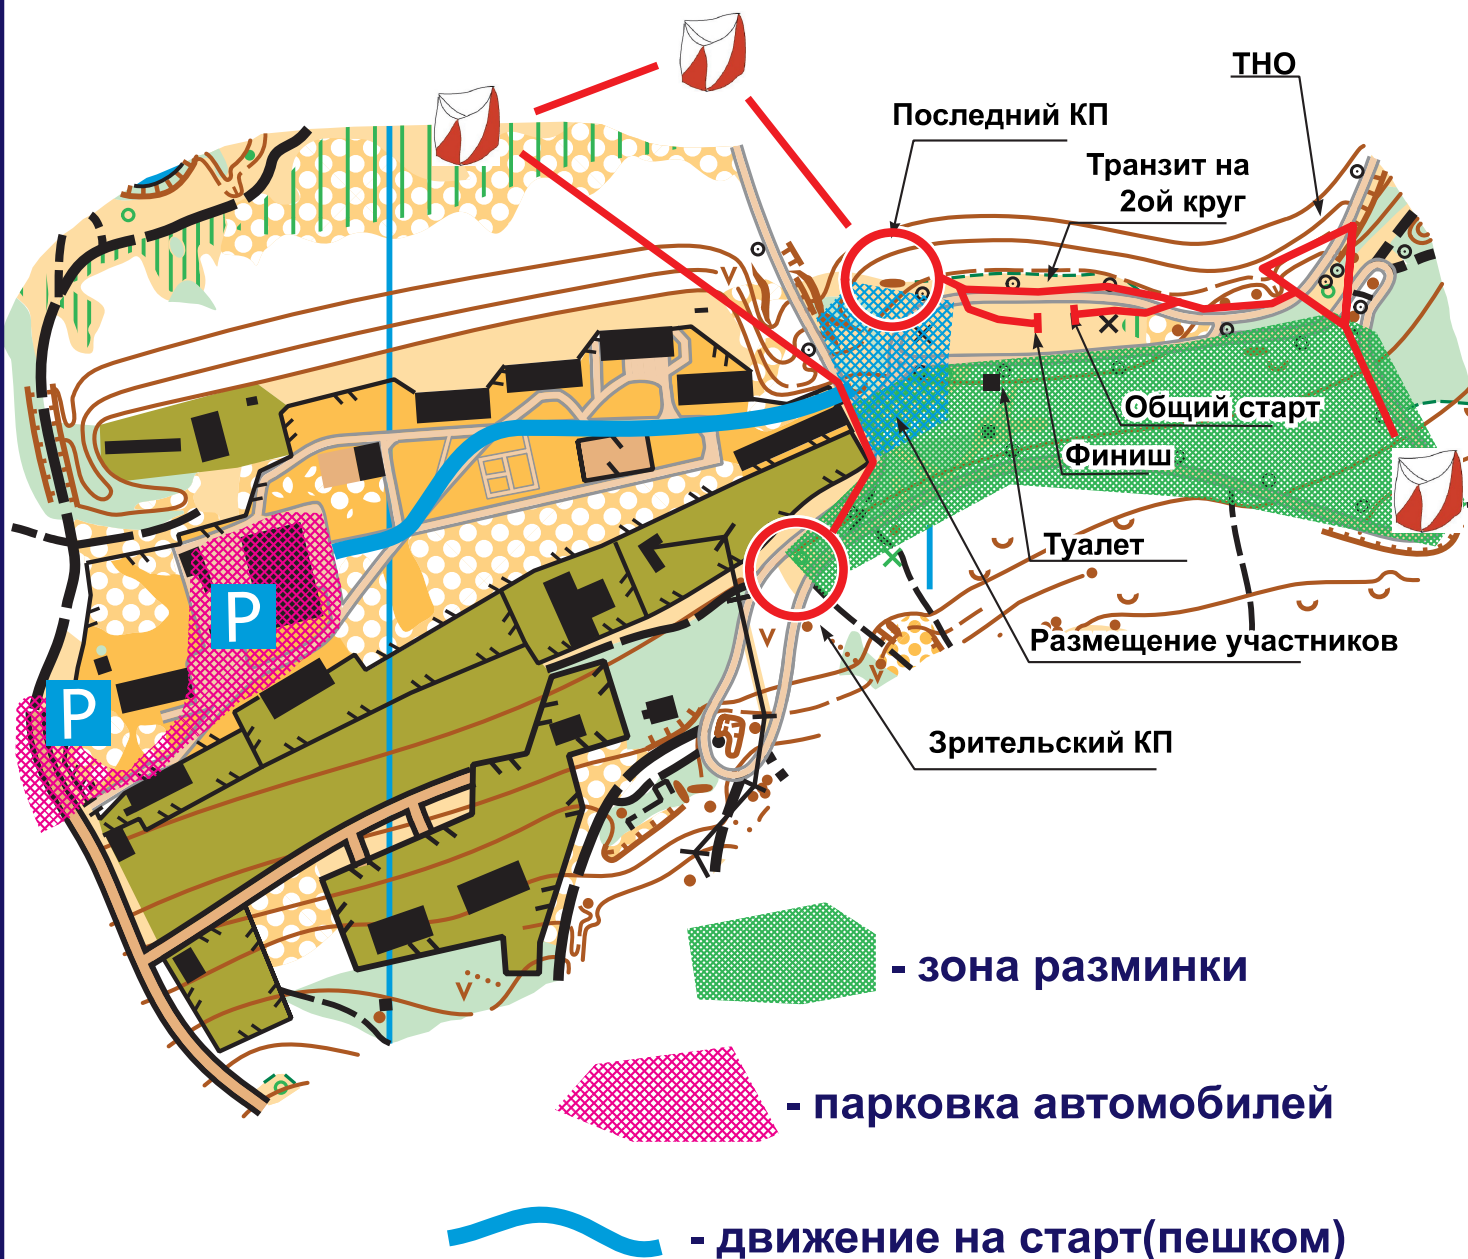 ТНО
Последний КП
Транзит на
2ой круг
Общий старт
Финиш
Туалет
Размещение участников
P
P
Зрительский КП
- зона разминки
- парковка автомобилей
- движение на старт(пешком)